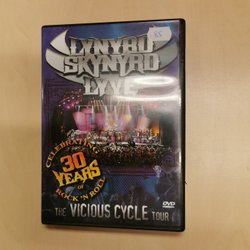 LYNYRD
SKYNYRD
LYVE
CELEBRATING
30
YEARS
OF
ROCK 'N ROLL
THE VICIOUS CYCLE TOUR
DVD